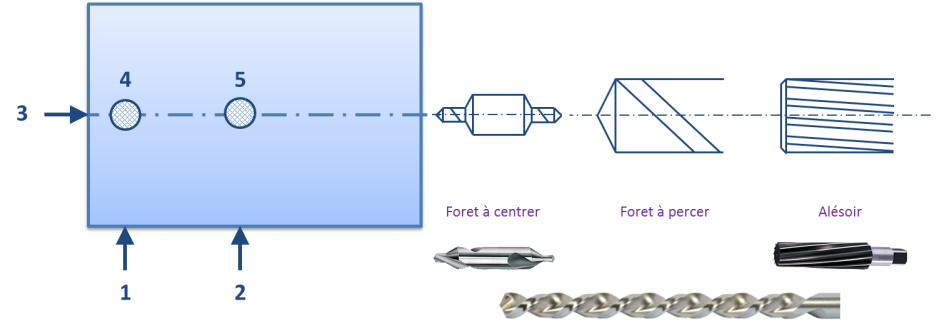 4
5
3
Foret à centrer
Foret à percer
Alésoir
1
2